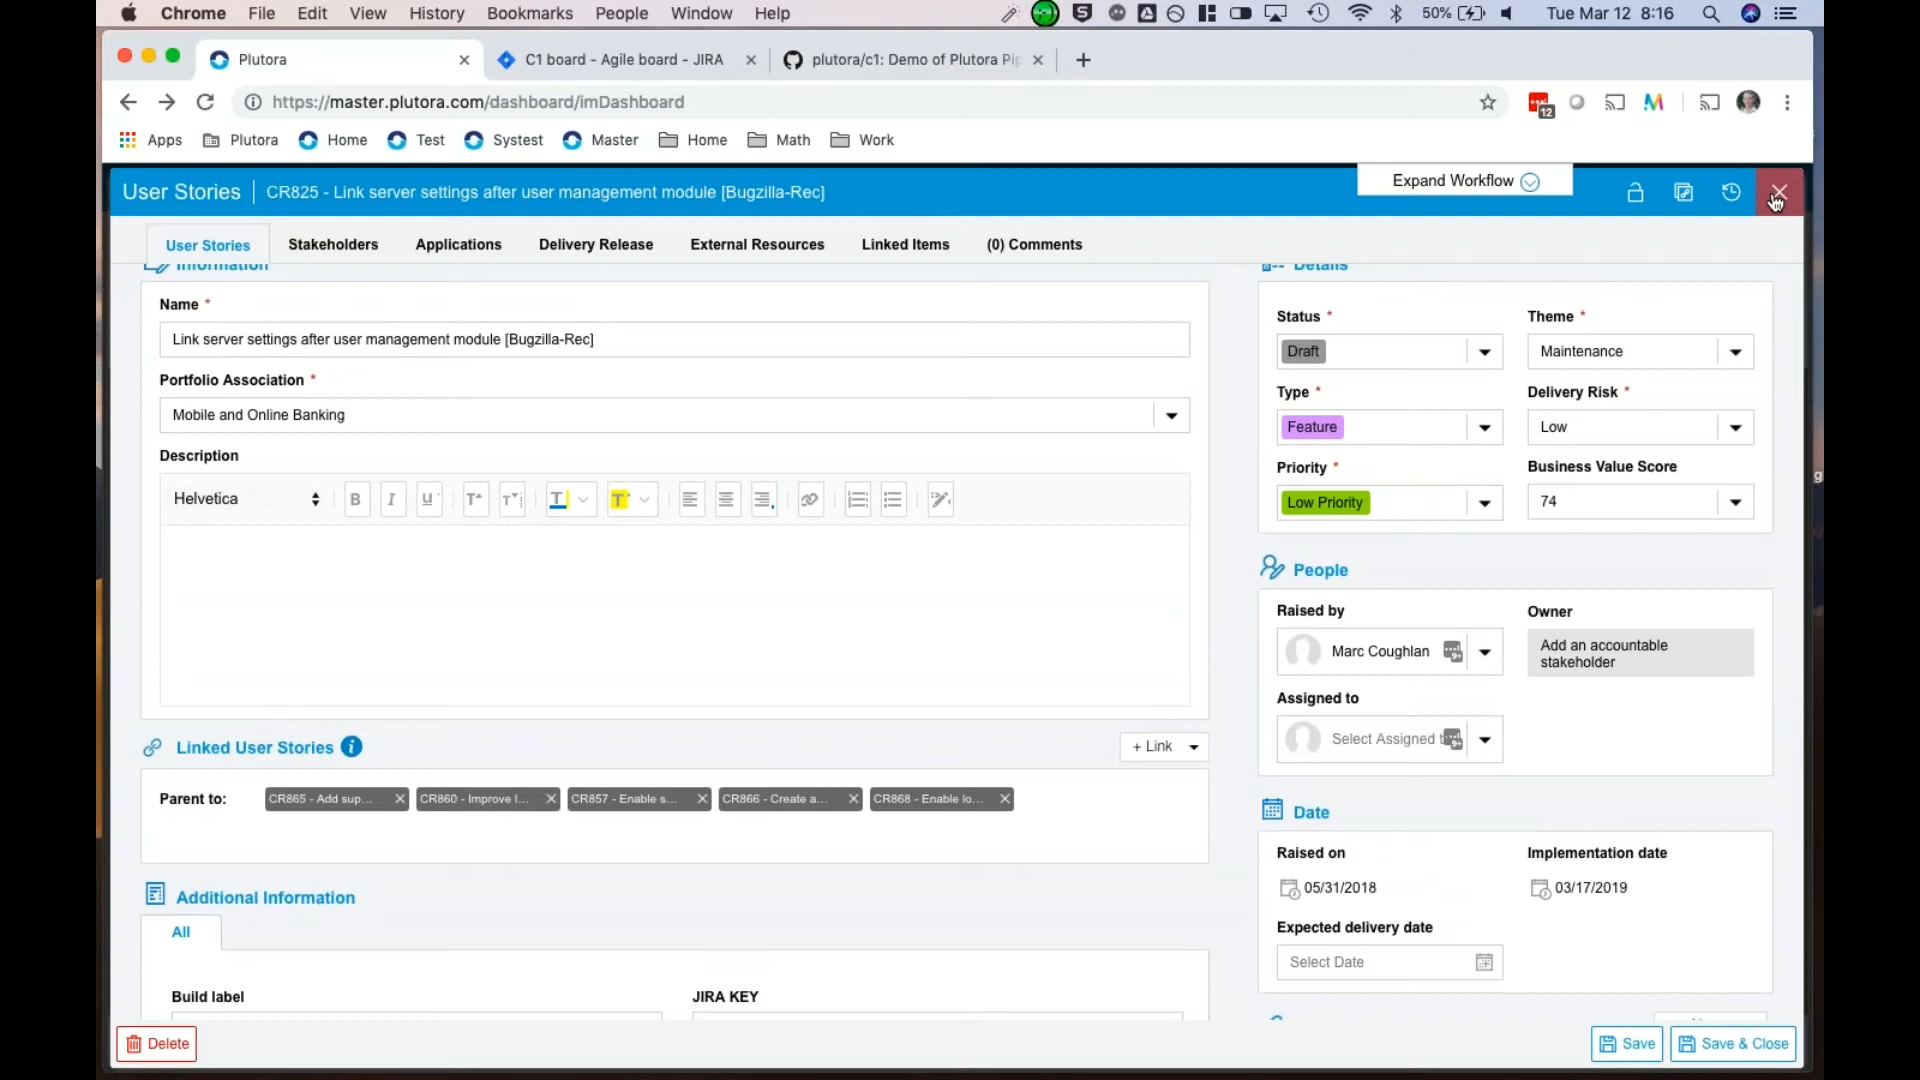 Chrome File Edit View History Bookmarks People Window Help 50% Tue Mar 12 8:16
Plutora C1 board - Agile board - JIRA plutora/c1: Demo of Plutora Pip
https://master.plutora.com/dashboard/imDashboard 12
Apps Plutora Home Test Systest Master Home Math Work
User Stories CR825 - Link server settings after user management module [Bugzilla-Rec] Expand Workflow
User Stories Stakeholders Applications Delivery Release External Resources Linked Items (0) Comments
Information
Name *
Link server settings after user management module [Bugzilla-Rec]
Portfolio Association *
Mobile and Online Banking
Description
Helvetica B I U T T T T
Linked User Stories i + Link
Parent to: CR865 - Add sup... CR860 - Improve l... CR857 - Enable s... CR866 - Create a... CR868 - Enable lo...
Additional Information
All
Build label JIRA KEY
Details
Status * Theme *
Draft Maintenance
Type * Delivery Risk *
Feature Low
Priority * Business Value Score
Low Priority 74
People
Raised by Owner
Marc Coughlan 9+ Add an accountable
stakeholder
Assigned to
Select Assigned t 9+
Date
Raised on Implementation date
05/31/2018 03/17/2019
Expected delivery date
Select Date
Delete Save Save & Close
g